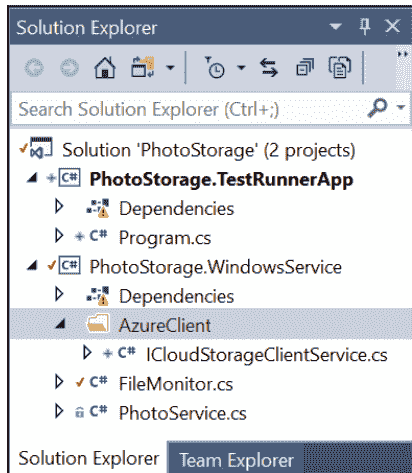 Solution Explorer
Search Solution Explorer (Ctrl+;)
Solution 'PhotoStorage' (2 projects)
C# PhotoStorage.TestRunnerApp
Dependencies
C# Program.cs
C# PhotoStorage.WindowsService
Dependencies
AzureClient
C# ICloudStorageClientService.cs
C# FileMonitor.cs
C# PhotoService.cs
Solution Explorer Team Explorer